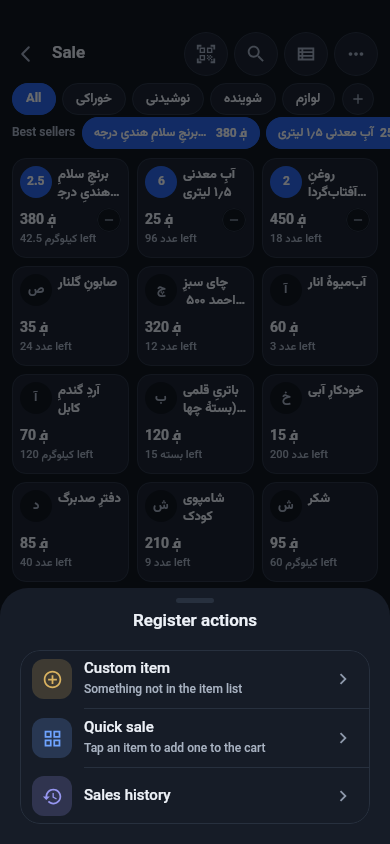 Sale
All
خوراکی
نوشیدنی
شوینده
لوازم
Best sellers
برنجِ سلامِ هندیِ درجه...
380 ؋
آبِ معدنی ۱٫۵ لیتری
25
2.5
برنجِ سلامِ
هندیِ درجـ...
380 ؋
42.5 کیلوگرم left
6
آبِ معدنی
۱٫۵ لیتری
25 ؋
96 عدد left
2
روغنِ
آفتاب‌گردا...
450 ؋
18 عدد left
ص
صابونِ گلنار
35 ؋
24 عدد left
چ
چای سبزِ
احمد ۵۰۰...
320 ؋
12 عدد left
آ
آب‌میوهٔ انار
60 ؋
3 عدد left
آ
آردِ گندمِ
کابل
70 ؋
120 کیلوگرم left
ب
باتریِ قلمی
(بستهٔ چها...
120 ؋
15 بسته left
خ
خودکارِ آبی
15 ؋
200 عدد left
د
دفترِ صدبرگ
85 ؋
40 عدد left
ش
شامپوی
کودک
210 ؋
9 عدد left
ش
شکر
95 ؋
60 کیلوگرم left
Register actions
Custom item
Something not in the item list
Quick sale
Tap an item to add one to the cart
Sales history